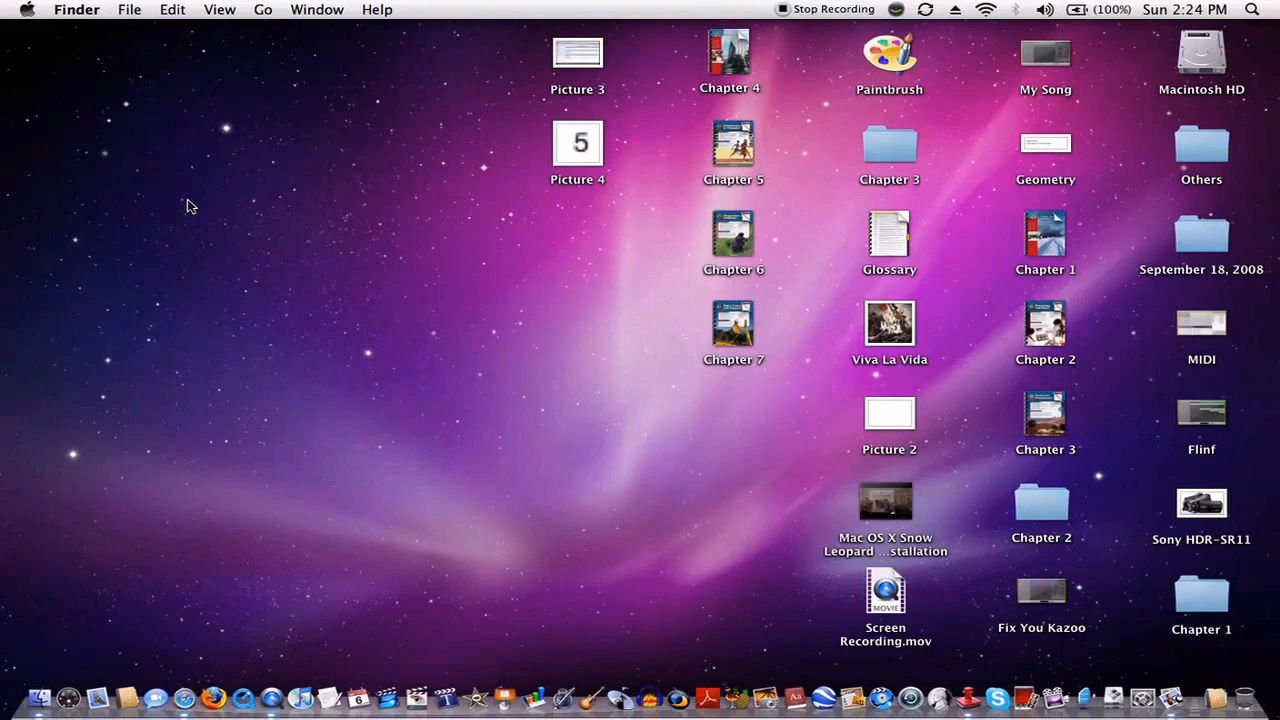 Finder File Edit View Go Window Help Stop Recording (100%) Sun 2:24 PM
Picture 3
Chapter 4
Paintbrush
My Song
Macintosh HD
5
Picture 4
Chapter 5
Chapter 3
Geometry
Others
Chapter 6
Glossary
Chapter 1
September 18, 2008
Chapter 7
Viva La Vida
Chapter 2
MIDI
Picture 2
Chapter 3
Flinf
Mac OS X Snow
Leopard ...stallation
Chapter 2
Sony HDR-SR11
MOVIE
Screen
Recording.mov
Fix You Kazoo
Chapter 1
6